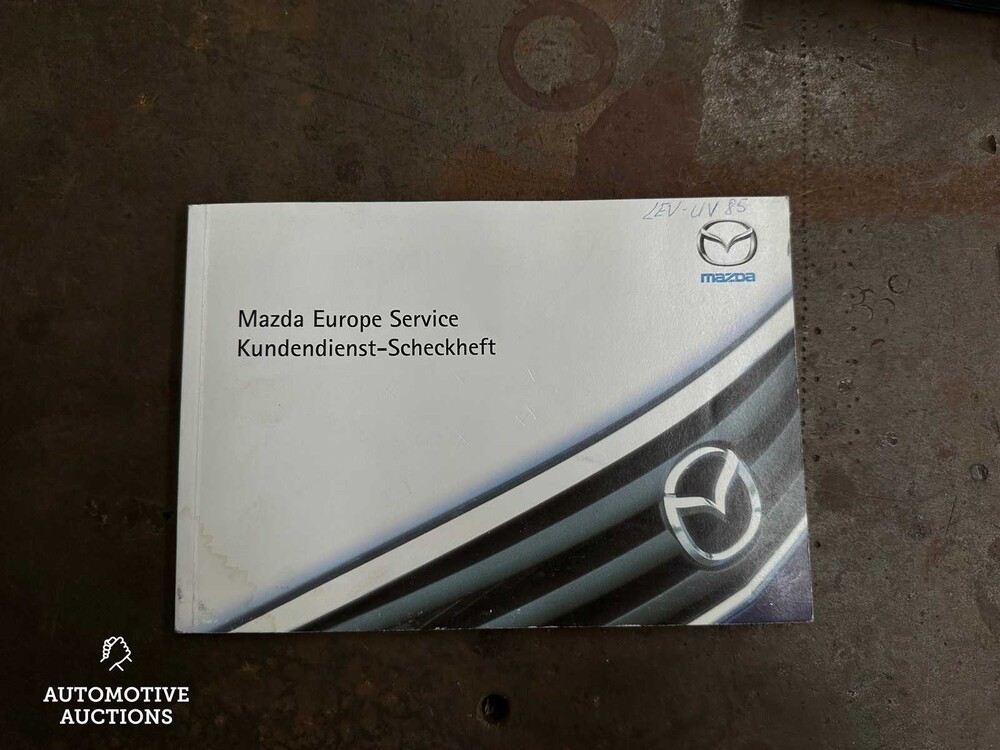 LEV-UV 85
mazda
Mazda Europe Service
Kundendienst-Scheckheft
AUTOMOTIVE
AUCTIONS